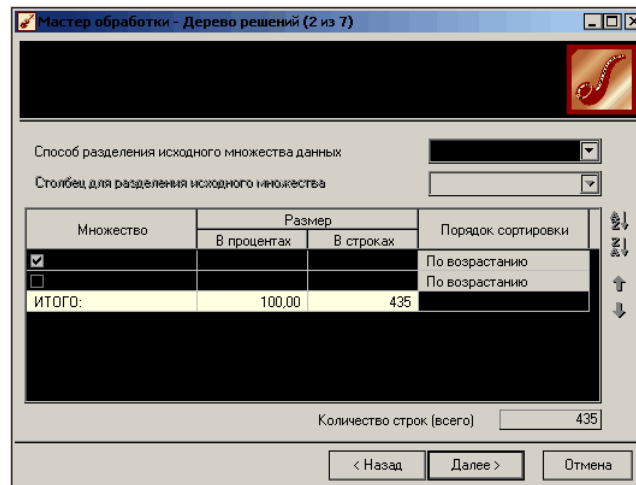 Мастер обработки - Дерево решений (2 из 7)
Способ разделения исходного множества данных
Столбец для разделения исходного множества
Множество Размер Порядок сортировки
В процентах В строках
По возрастанию
По возрастанию
ИТОГО: 100,00 435
Количество строк (всего) 435
< Назад Далее > Отмена